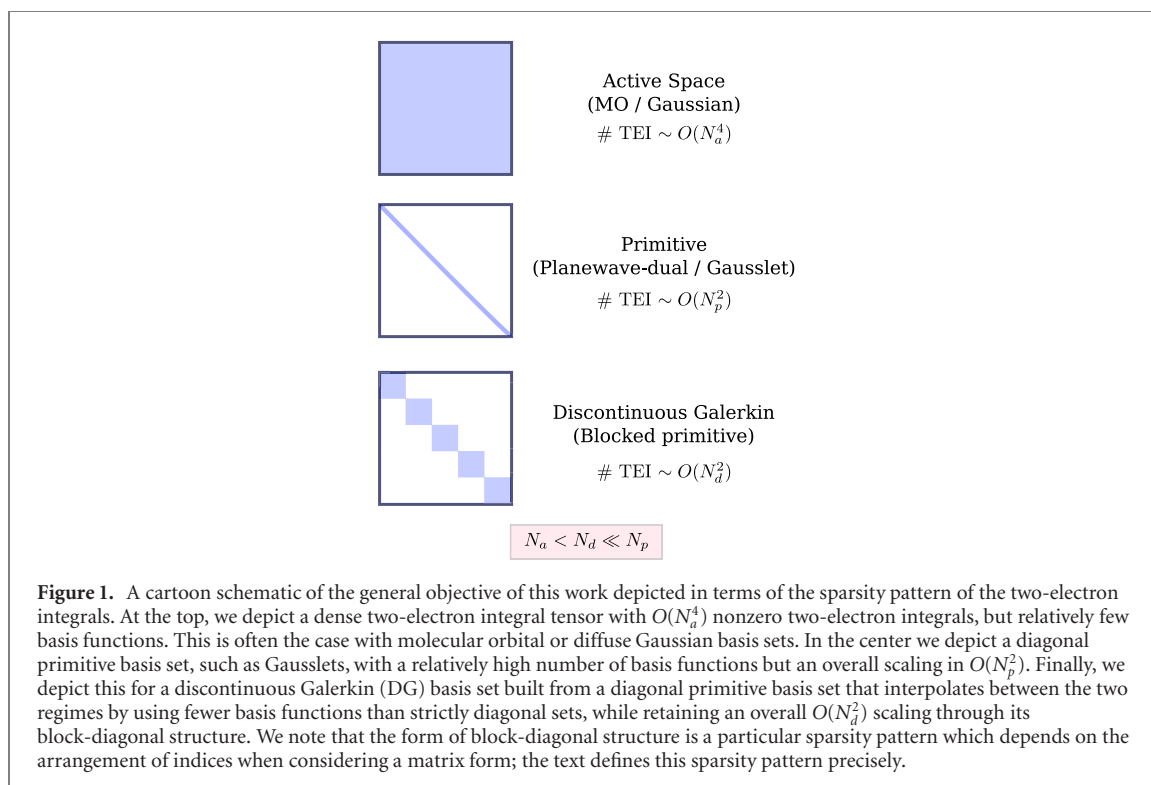 Active Space
(MO / Gaussian)
# TEI ∼ O(N_a^4)
Primitive
(Planewave-dual / Gausslet)
# TEI ∼ O(N_p^2)
Discontinuous Galerkin
(Blocked primitive)
# TEI ∼ O(N_d^2)
N_a < N_d ≪ N_p
Figure 1. A cartoon schematic of the general objective of this work depicted in terms of the sparsity pattern of the two-electron
integrals. At the top, we depict a dense two-electron integral tensor with O(N_a^4) nonzero two-electron integrals, but relatively few
basis functions. This is often the case with molecular orbital or diffuse Gaussian basis sets. In the center we depict a diagonal
primitive basis set, such as Gausslets, with a relatively high number of basis functions but an overall scaling in O(N_p^2). Finally, we
depict this for a discontinuous Galerkin (DG) basis set built from a diagonal primitive basis set that interpolates between the two
regimes by using fewer basis functions than strictly diagonal sets, while retaining an overall O(N_d^2) scaling through its
block-diagonal structure. We note that the form of block-diagonal structure is a particular sparsity pattern which depends on the
arrangement of indices when considering a matrix form; the text defines this sparsity pattern precisely.